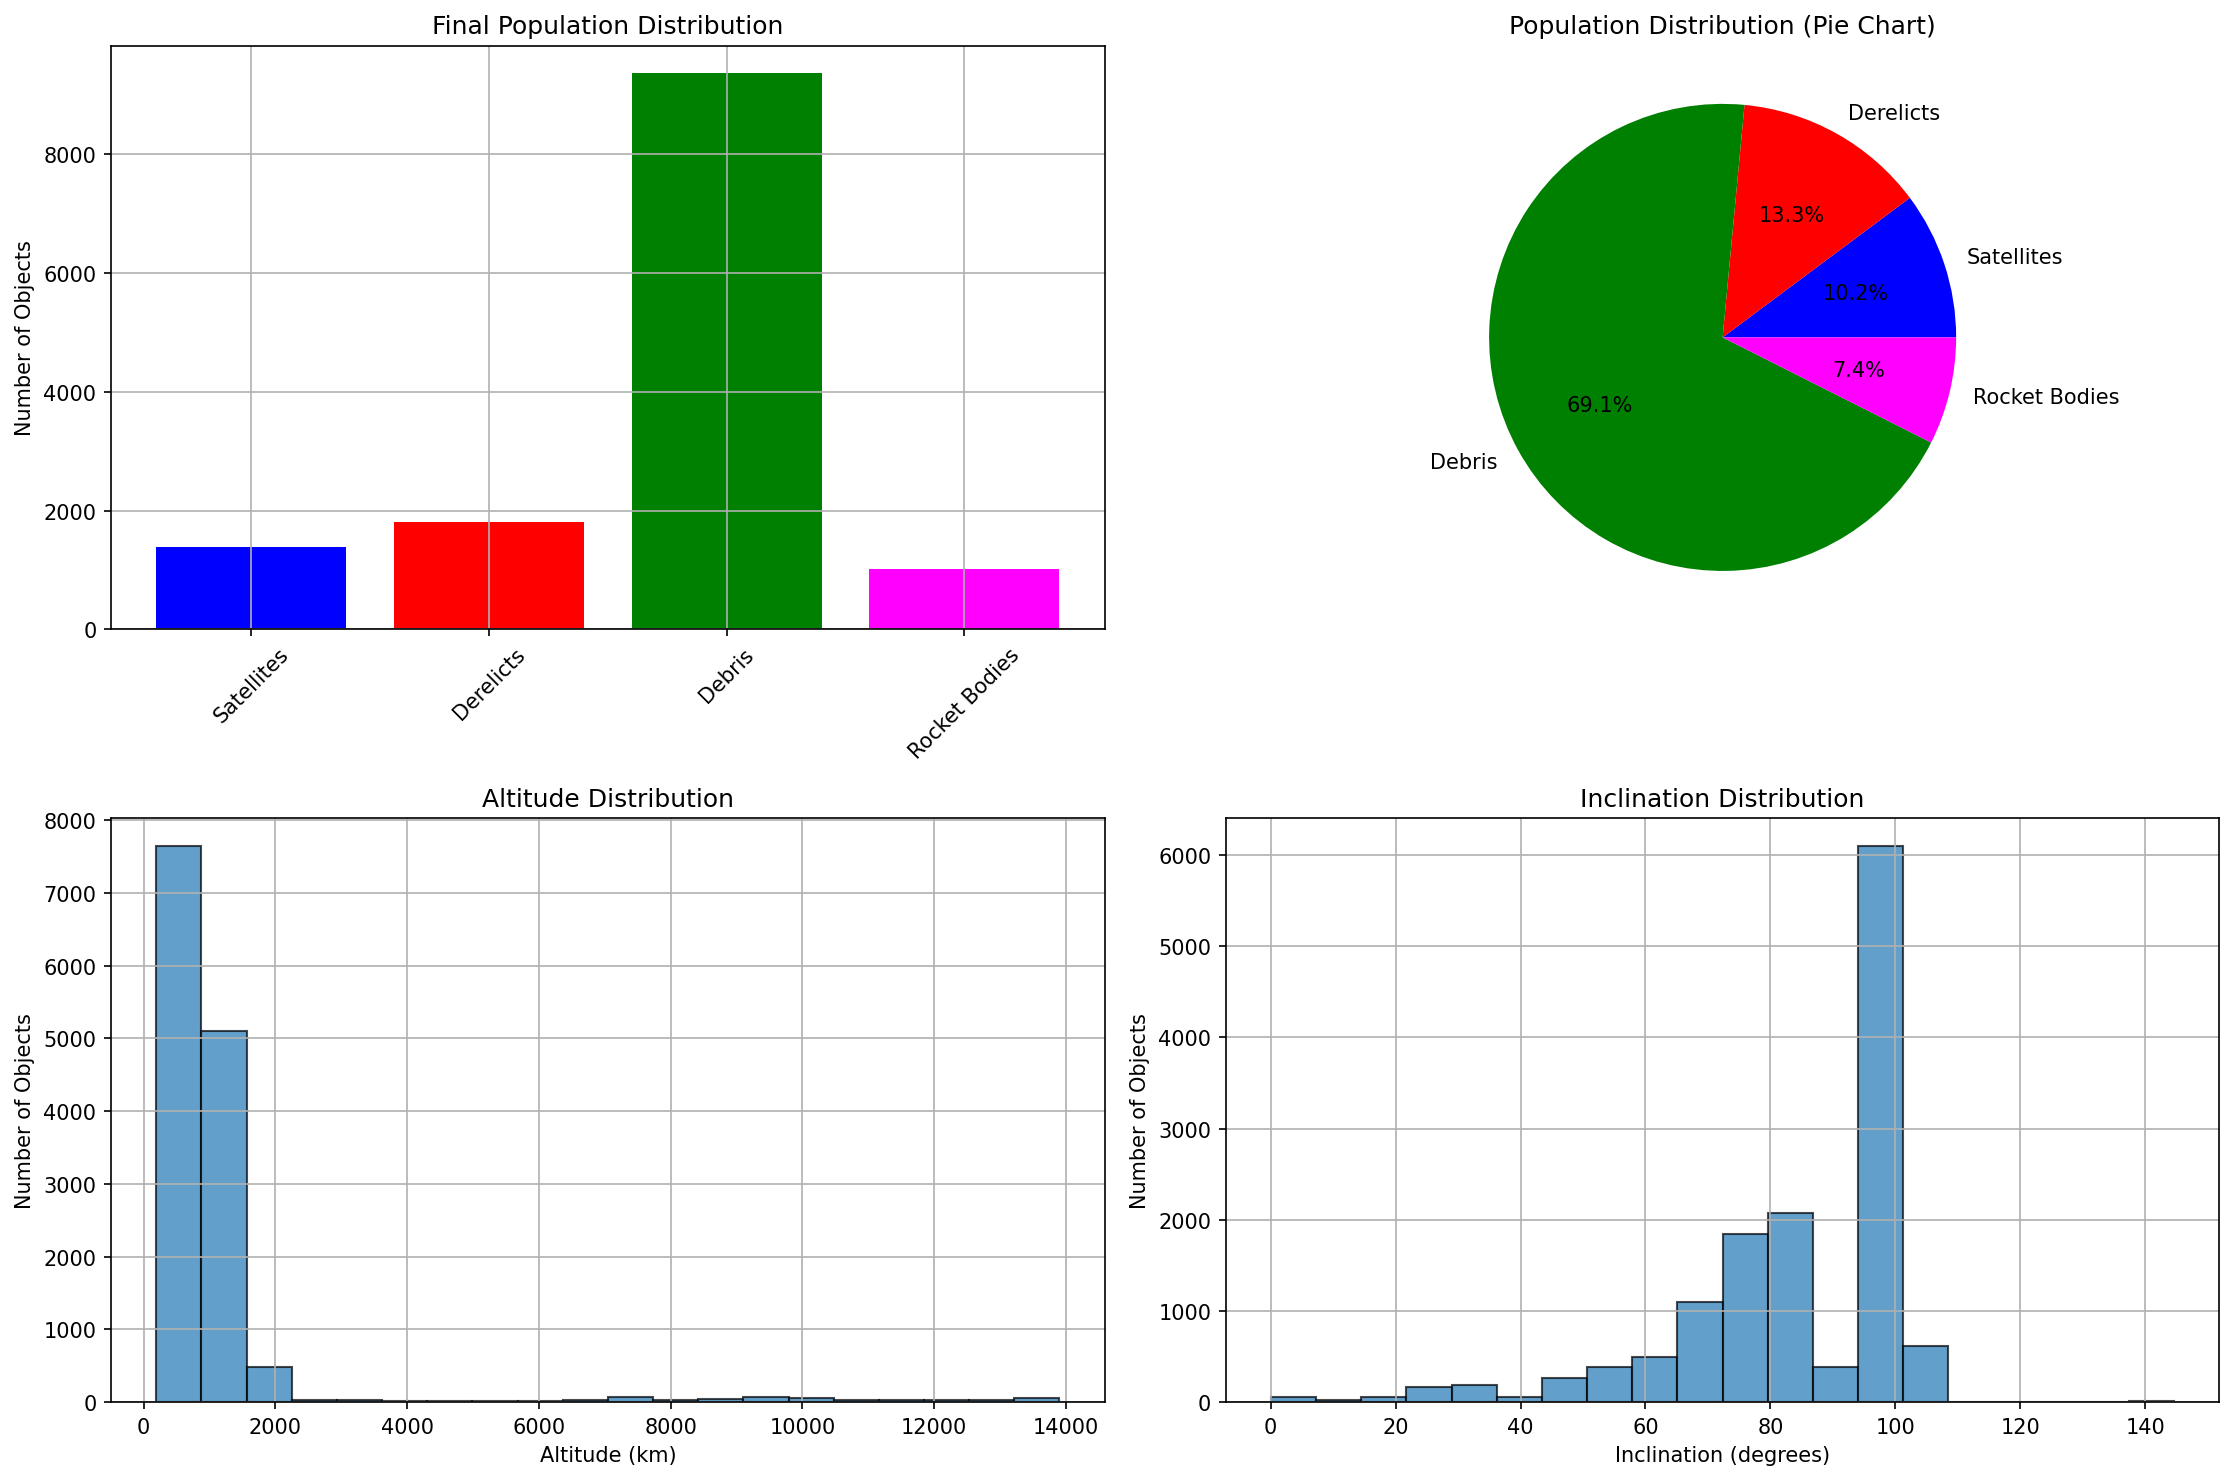 Final Population Distribution
Number of Objects
8000
6000
4000
2000
0
Satellites
Derelicts
Debris
Rocket Bodies
Population Distribution (Pie Chart)
Derelicts
13.3%
Satellites
10.2%
7.4%
Rocket Bodies
69.1%
Debris
Altitude Distribution
Number of Objects
8000
7000
6000
5000
4000
3000
2000
1000
0
0 2000 4000 6000 8000 10000 12000 14000
Altitude (km)
Inclination Distribution
Number of Objects
6000
5000
4000
3000
2000
1000
0
0 20 40 60 80 100 120 140
Inclination (degrees)